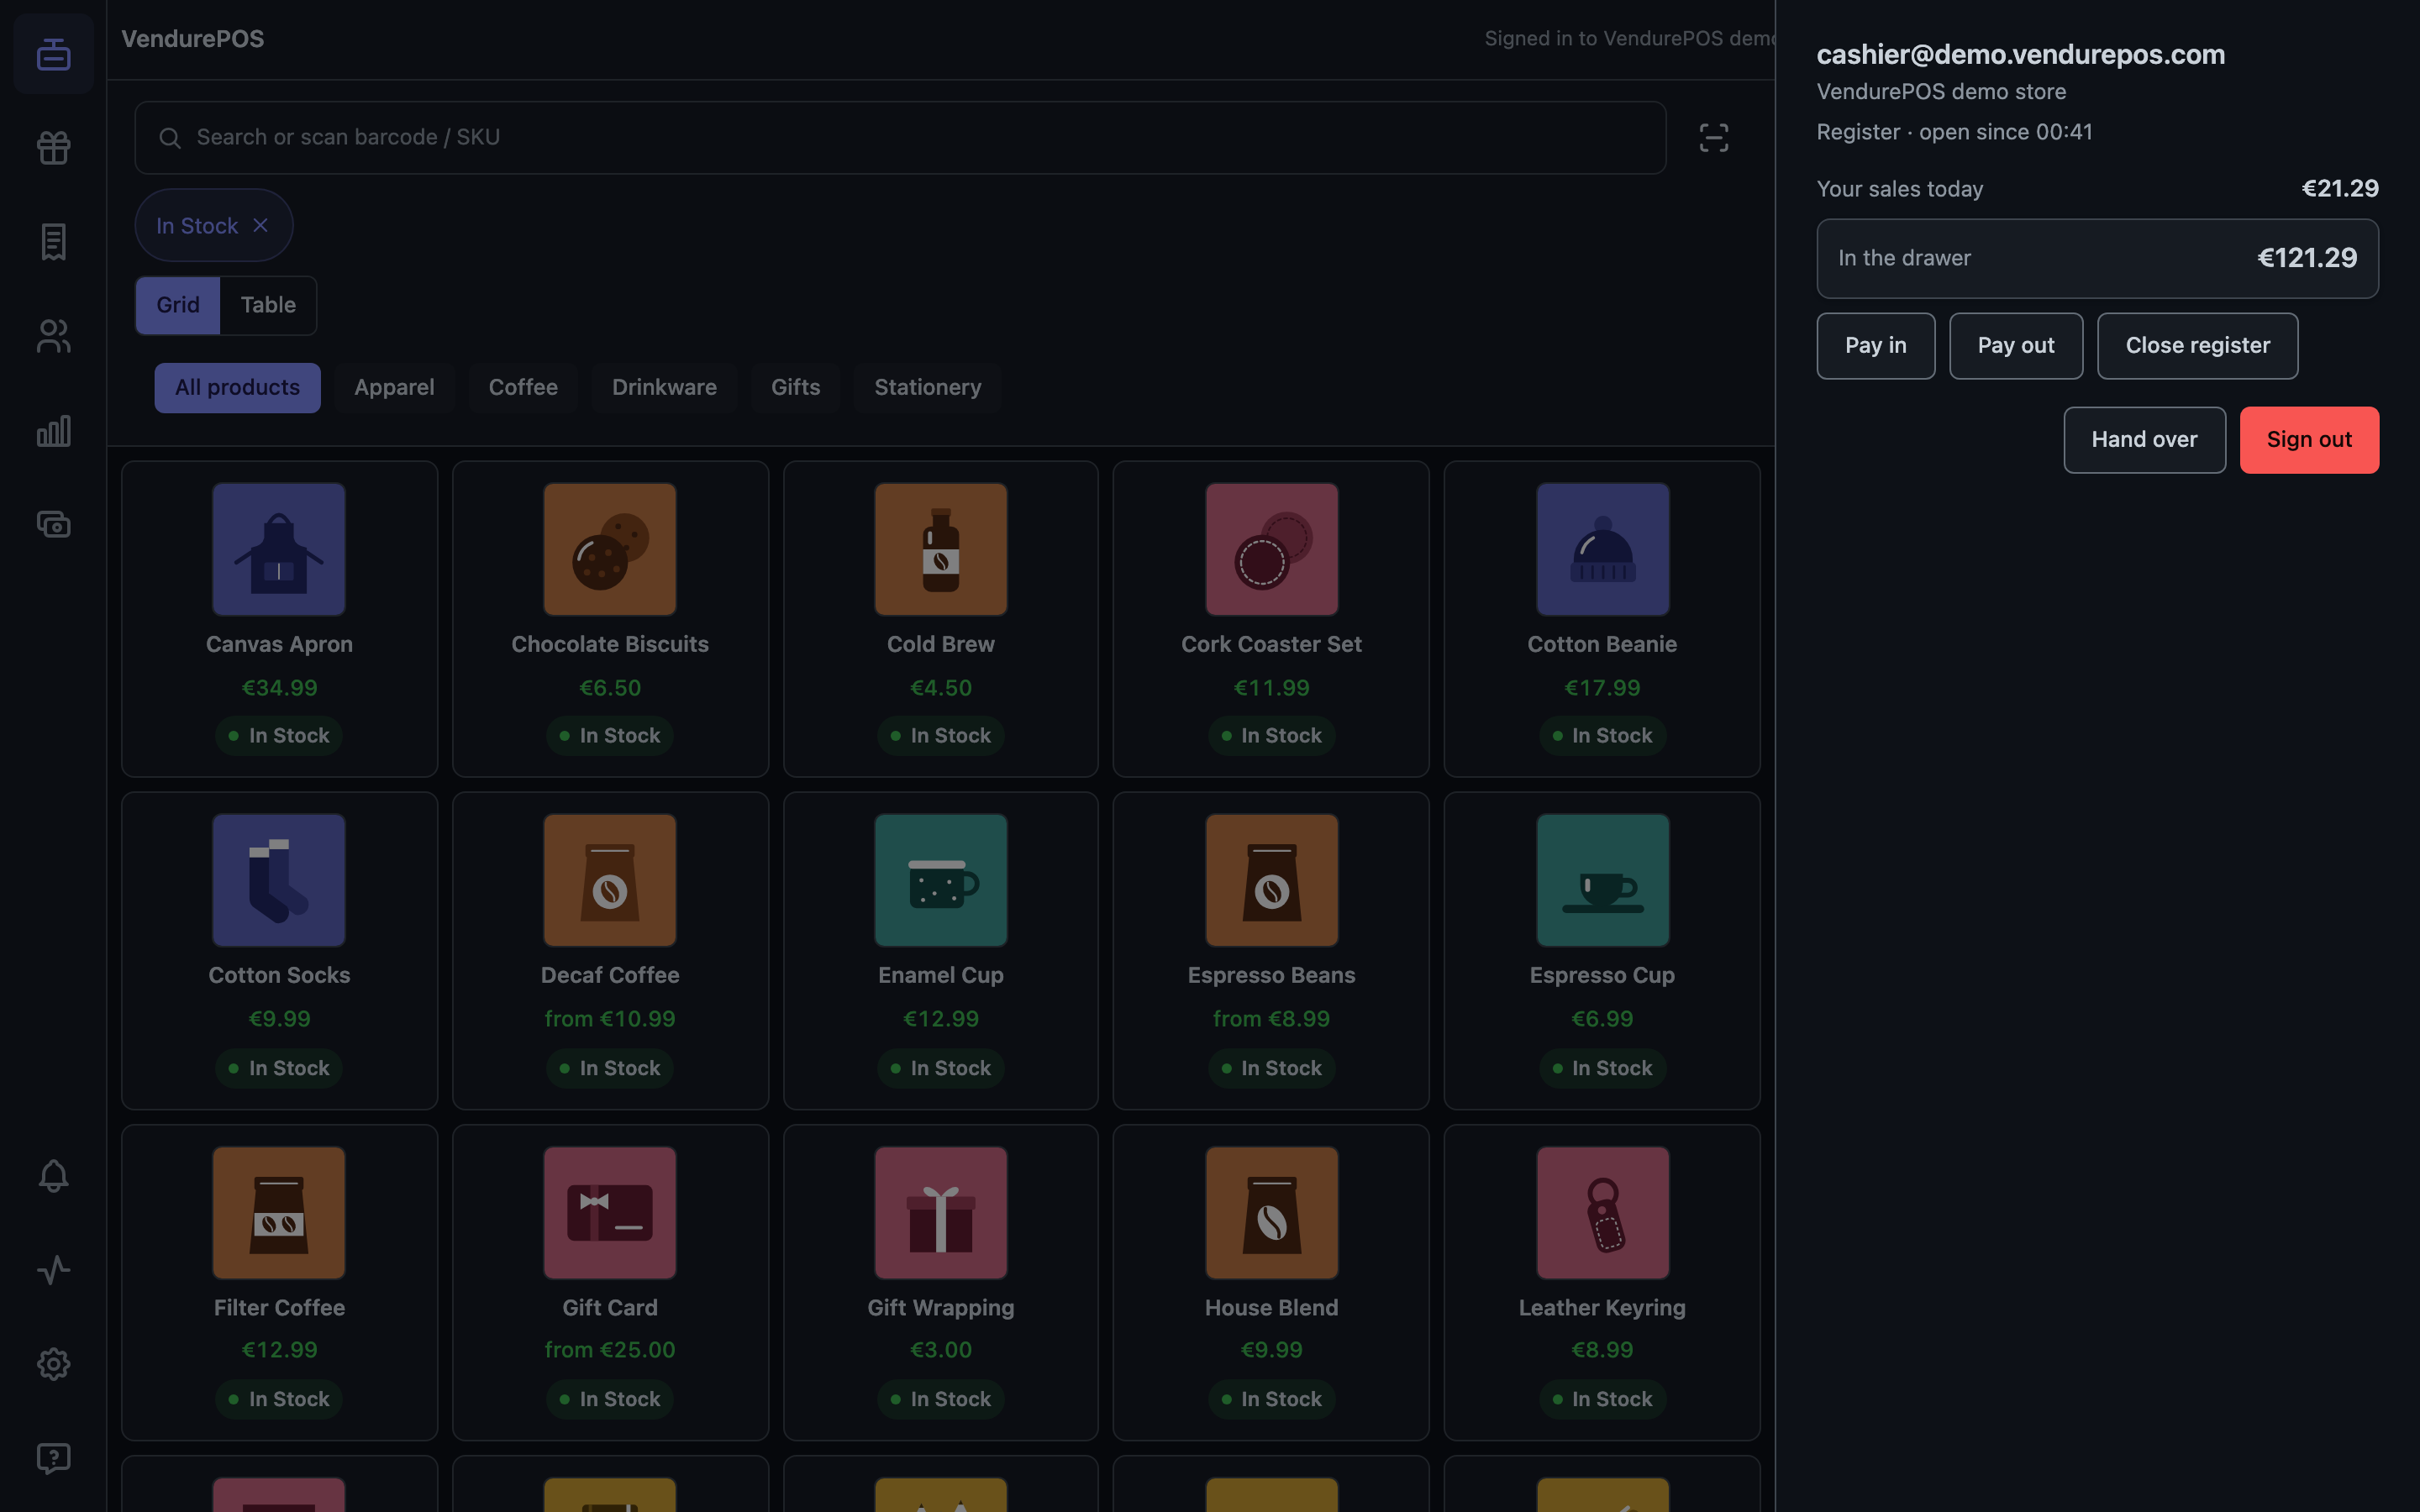 VendurePOS
Signed in to VendurePOS demo
Search or scan barcode / SKU
In Stock
Grid Table
All products Apparel Coffee Drinkware Gifts Stationery
Canvas Apron
€34.99
In Stock
Chocolate Biscuits
€6.50
In Stock
Cold Brew
€4.50
In Stock
Cork Coaster Set
€11.99
In Stock
Cotton Beanie
€17.99
In Stock
Cotton Socks
€9.99
In Stock
Decaf Coffee
from €10.99
In Stock
Enamel Cup
€12.99
In Stock
Espresso Beans
from €8.99
In Stock
Espresso Cup
€6.99
In Stock
Filter Coffee
€12.99
In Stock
Gift Card
from €25.00
In Stock
Gift Wrapping
€3.00
In Stock
House Blend
€9.99
In Stock
Leather Keyring
€8.99
In Stock
cashier@demo.vendurepos.com
VendurePOS demo store
Register · open since 00:41
Your sales today €21.29
In the drawer €121.29
Pay in Pay out Close register
Hand over Sign out